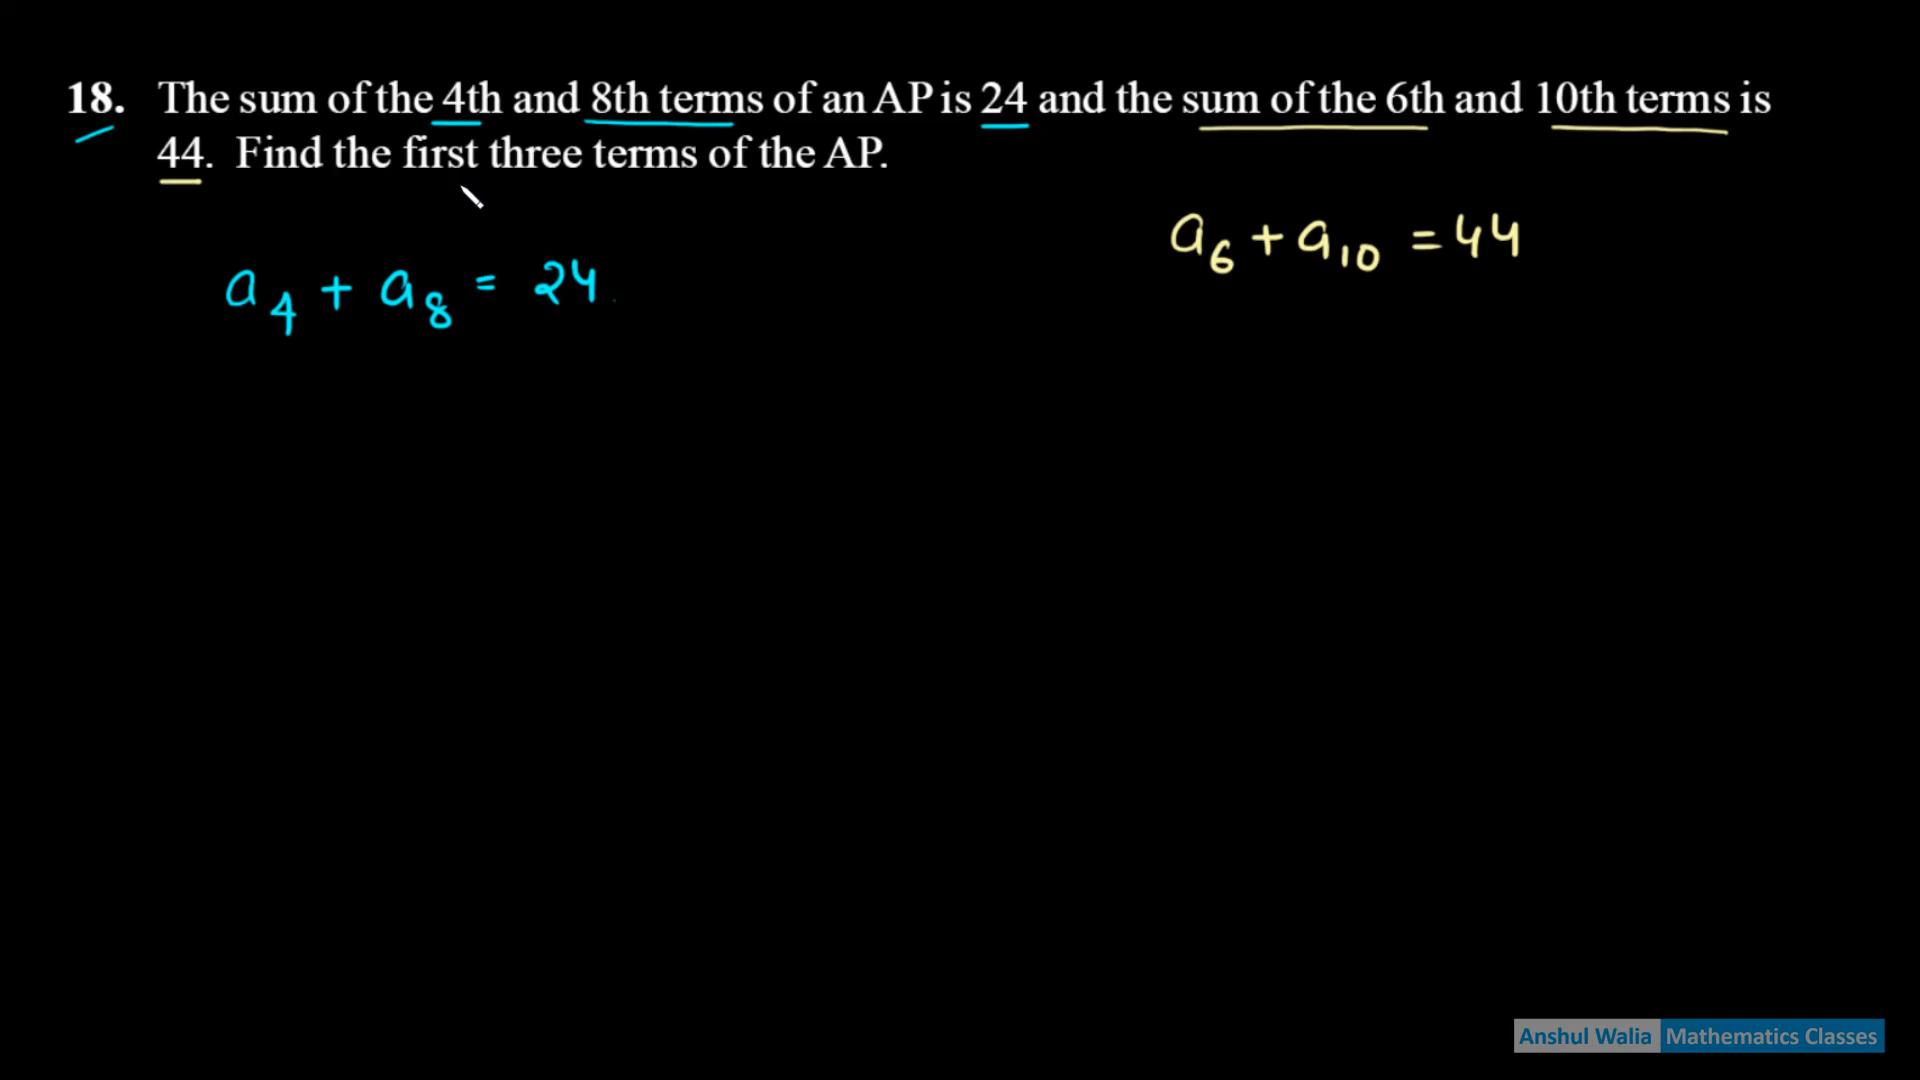 18. The sum of the 4th and 8th terms of an AP is 24 and the sum of the 6th and 10th terms is
44. Find the first three terms of the AP.
a₆ + a₁₀ = 44
a₄ + a₈ = 24
Anshul Walia Mathematics Classes